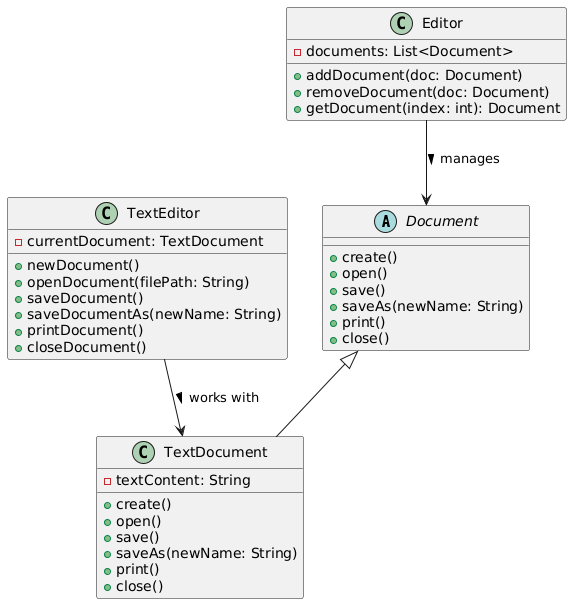 C Editor
documents: List<Document>
addDocument(doc: Document)
removeDocument(doc: Document)
getDocument(index: int): Document
manages
C TextEditor
currentDocument: TextDocument
newDocument()
openDocument(filePath: String)
saveDocument()
saveDocumentAs(newName: String)
printDocument()
closeDocument()
A Document
create()
open()
save()
saveAs(newName: String)
print()
close()
works with
C TextDocument
textContent: String
create()
open()
save()
saveAs(newName: String)
print()
close()